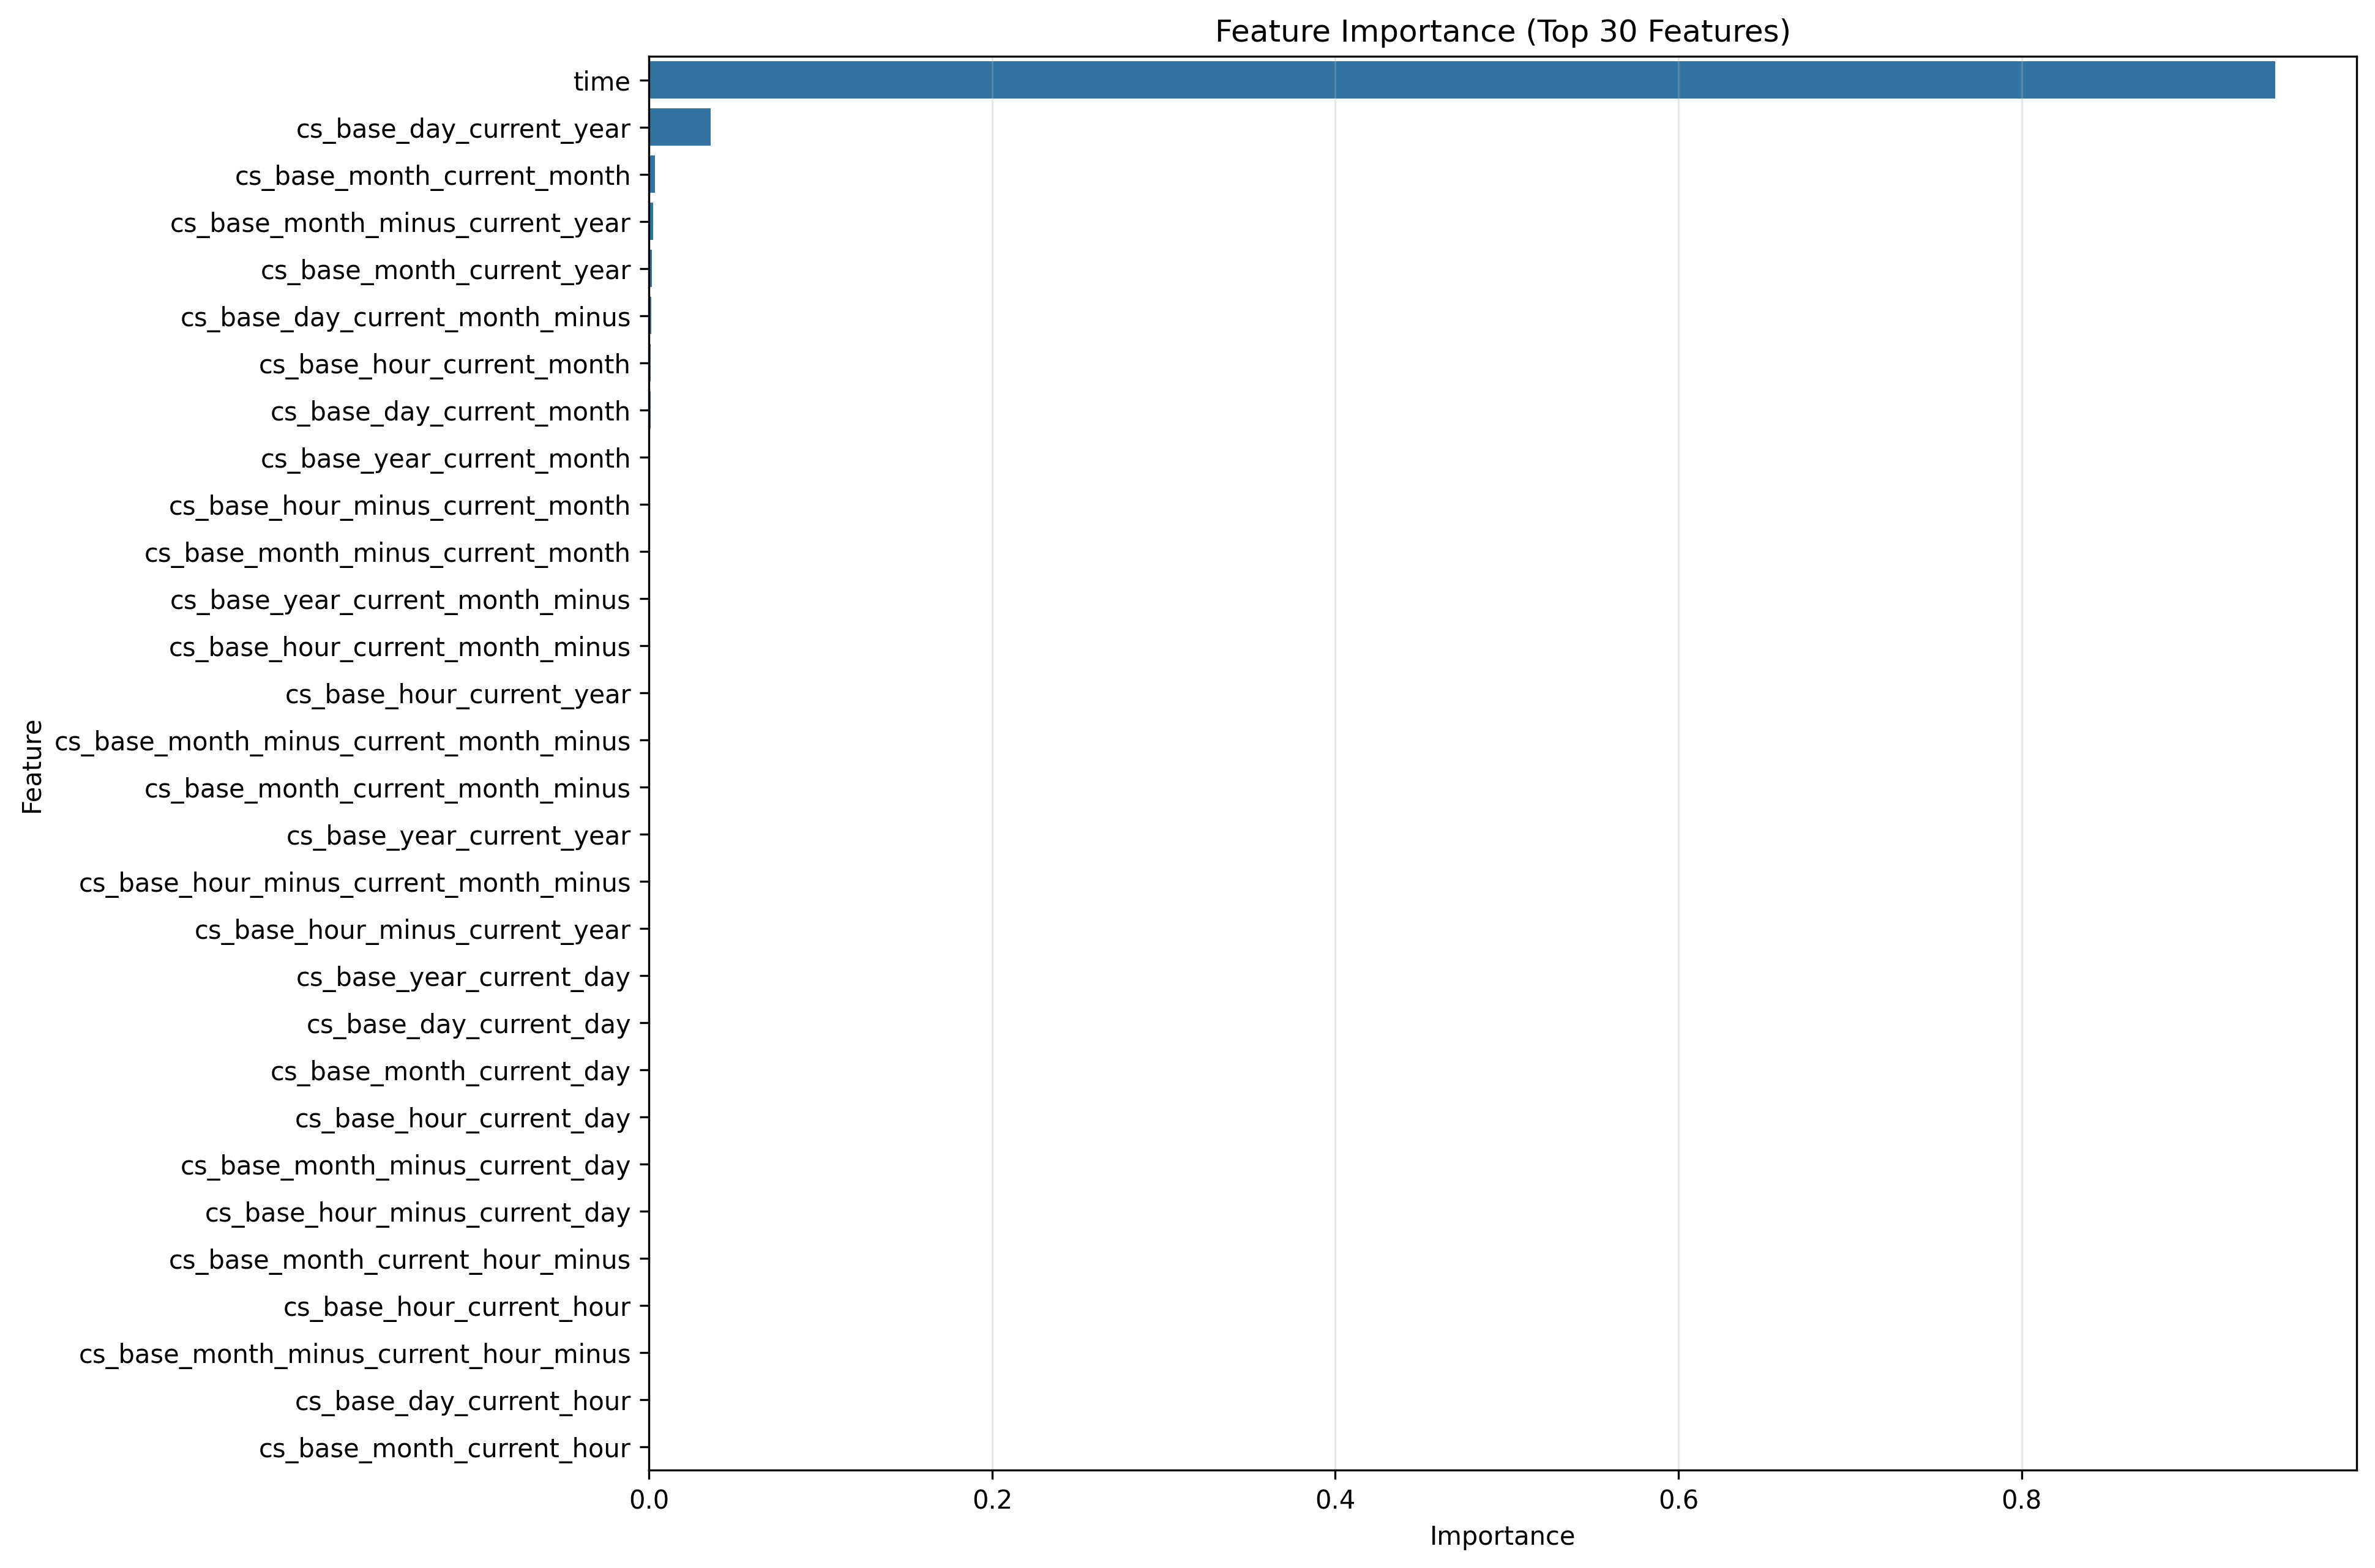 Feature Importance (Top 30 Features)
time
cs_base_day_current_year
cs_base_month_current_month
cs_base_month_minus_current_year
cs_base_month_current_year
cs_base_day_current_month_minus
cs_base_hour_current_month
cs_base_day_current_month
cs_base_year_current_month
cs_base_hour_minus_current_month
cs_base_month_minus_current_month
cs_base_year_current_month_minus
cs_base_hour_current_month_minus
cs_base_hour_current_year
cs_base_month_minus_current_month_minus
cs_base_month_current_month_minus
cs_base_year_current_year
cs_base_hour_minus_current_month_minus
cs_base_hour_minus_current_year
cs_base_year_current_day
cs_base_day_current_day
cs_base_month_current_day
cs_base_hour_current_day
cs_base_month_minus_current_day
cs_base_hour_minus_current_day
cs_base_month_current_hour_minus
cs_base_hour_current_hour
cs_base_month_minus_current_hour_minus
cs_base_day_current_hour
cs_base_month_current_hour
Feature
0.0 0.2 0.4 0.6 0.8
Importance